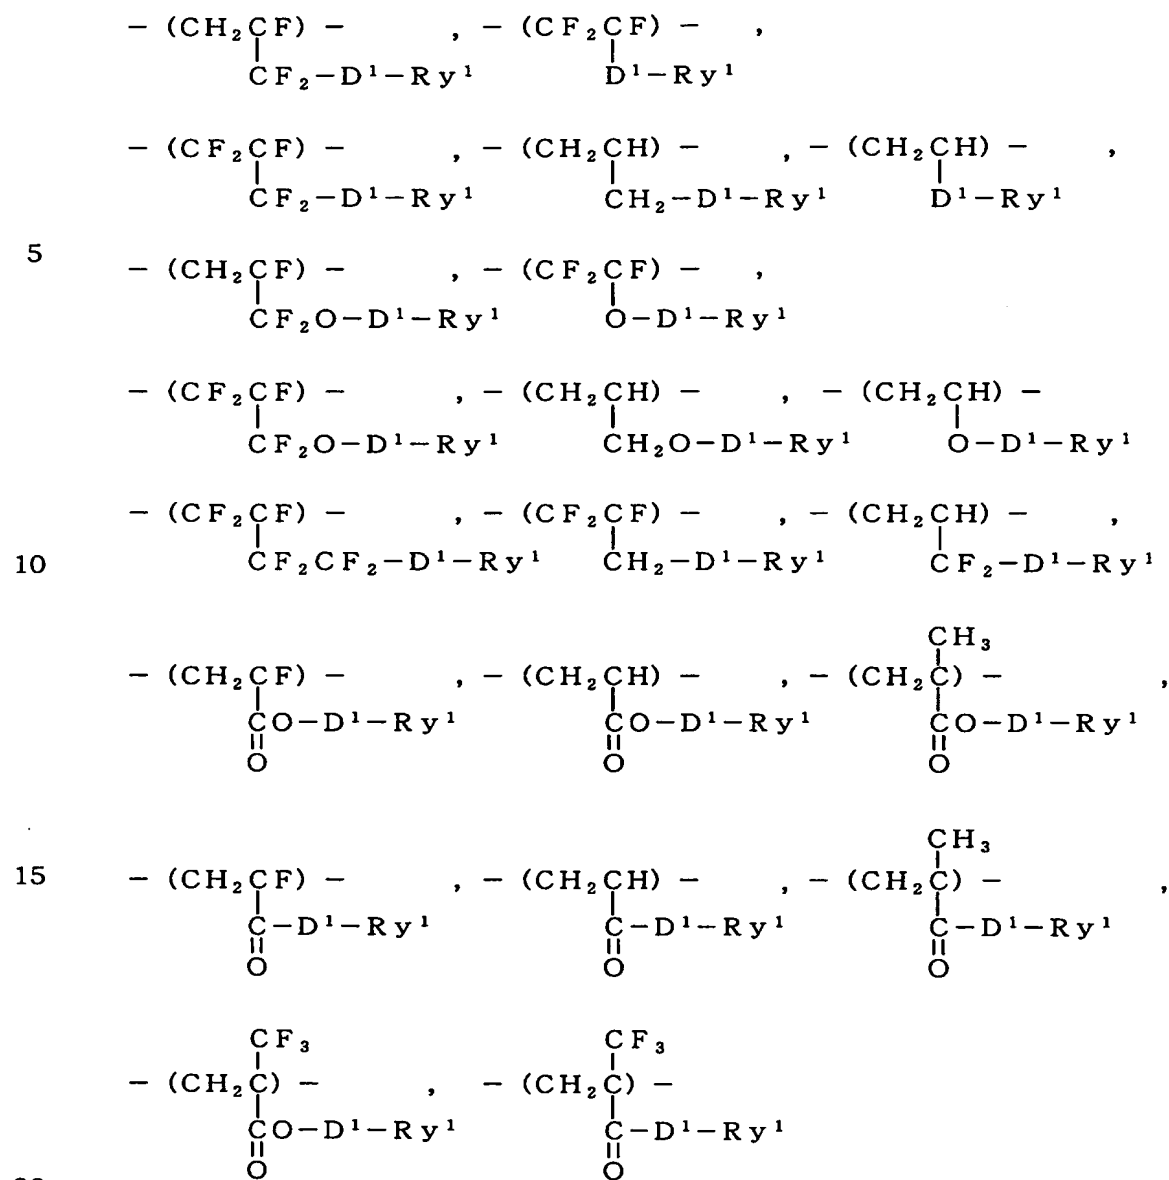 − (CH₂CF) −    , − (CF₂CF) −    ,
CF₂−D¹−Ry¹    D¹−Ry¹
− (CF₂CF) −    , − (CH₂CH) −    , − (CH₂CH) −    ,
CF₂−D¹−Ry¹    CH₂−D¹−Ry¹    D¹−Ry¹
5
− (CH₂CF) −    , − (CF₂CF) −    ,
CF₂O−D¹−Ry¹    O−D¹−Ry¹
− (CF₂CF) −    , − (CH₂CH) −    , − (CH₂CH) −
CF₂O−D¹−Ry¹    CH₂O−D¹−Ry¹    O−D¹−Ry¹
− (CF₂CF) −    , − (CF₂CF) −    , − (CH₂CH) −    ,
10    CF₂CF₂−D¹−Ry¹    CH₂−D¹−Ry¹    CF₂−D¹−Ry¹
CH₃
− (CH₂CF) −    , − (CH₂CH) −    , − (CH₂C) −    ,
CO−D¹−Ry¹    CO−D¹−Ry¹    CO−D¹−Ry¹
O    O    O
CH₃
15    − (CH₂CF) −    , − (CH₂CH) −    , − (CH₂C) −    ,
C−D¹−Ry¹    C−D¹−Ry¹    C−D¹−Ry¹
O    O    O
CF₃    CF₃
− (CH₂C) −    , − (CH₂C) −
CO−D¹−Ry¹    C−D¹−Ry¹
O    O